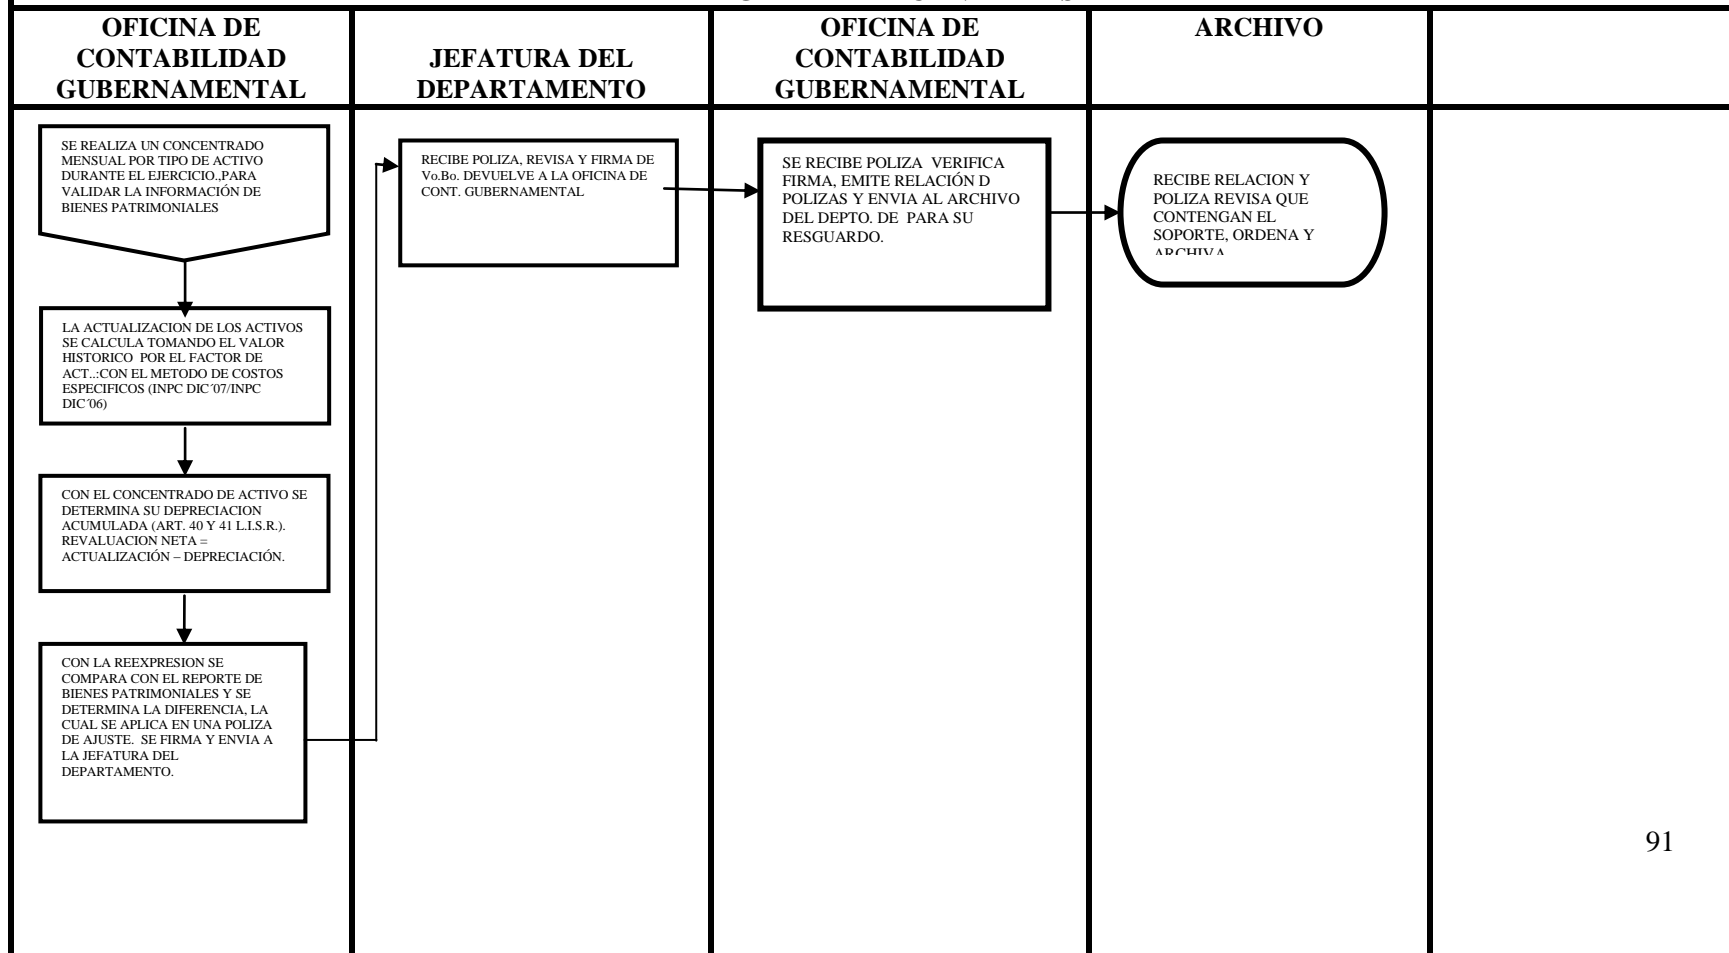 OFICINA DE
CONTABILIDAD
GUBERNAMENTAL
JEFATURA DEL
DEPARTAMENTO
OFICINA DE
CONTABILIDAD
GUBERNAMENTAL
ARCHIVO
SE REALIZA UN CONCENTRADO
MENSUAL POR TIPO DE ACTIVO
DURANTE EL EJERCICIO.,PARA
VALIDAR LA INFORMACIÓN DE
BIENES PATRIMONIALES
LA ACTUALIZACION DE LOS ACTIVOS
SE CALCULA TOMANDO EL VALOR
HISTORICO POR EL FACTOR DE
ACT..:CON EL METODO DE COSTOS
ESPECIFICOS (INPC DIC´07/INPC
DIC´06)
CON EL CONCENTRADO DE ACTIVO SE
DETERMINA SU DEPRECIACION
ACUMULADA (ART. 40 Y 41 L.I.S.R.).
REVALUACION NETA =
ACTUALIZACIÓN – DEPRECIACIÓN.
CON LA REEXPRESION SE
COMPARA CON EL REPORTE DE
BIENES PATRIMONIALES Y SE
DETERMINA LA DIFERENCIA, LA
CUAL SE APLICA EN UNA POLIZA
DE AJUSTE. SE FIRMA Y ENVIA A
LA JEFATURA DEL
DEPARTAMENTO.
RECIBE POLIZA, REVISA Y FIRMA DE
Vo.Bo. DEVUELVE A LA OFICINA DE
CONT. GUBERNAMENTAL
SE RECIBE POLIZA VERIFICA
FIRMA, EMITE RELACIÓN D
POLIZAS Y ENVIA AL ARCHIVO
DEL DEPTO. DE PARA SU
RESGUARDO.
RECIBE RELACION Y
POLIZA REVISA QUE
CONTENGAN EL
SOPORTE, ORDENA Y
ARCHIVA
91